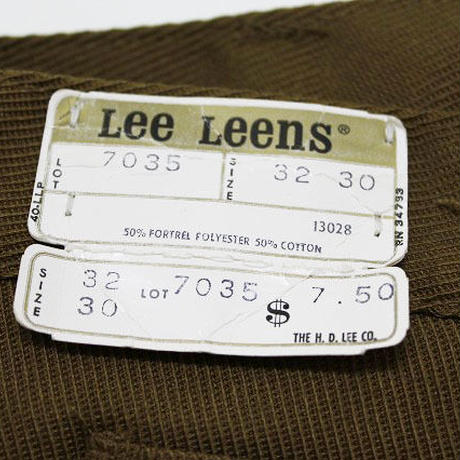 Lee Leens®
LOT 7035 SIZE 32 30
13028
50% FORTREL POLYESTER 50% COTTON
40-LLP
RN 34793
SIZE 32 30 LOT 7035 $ 7.50
THE H. D. LEE CO.